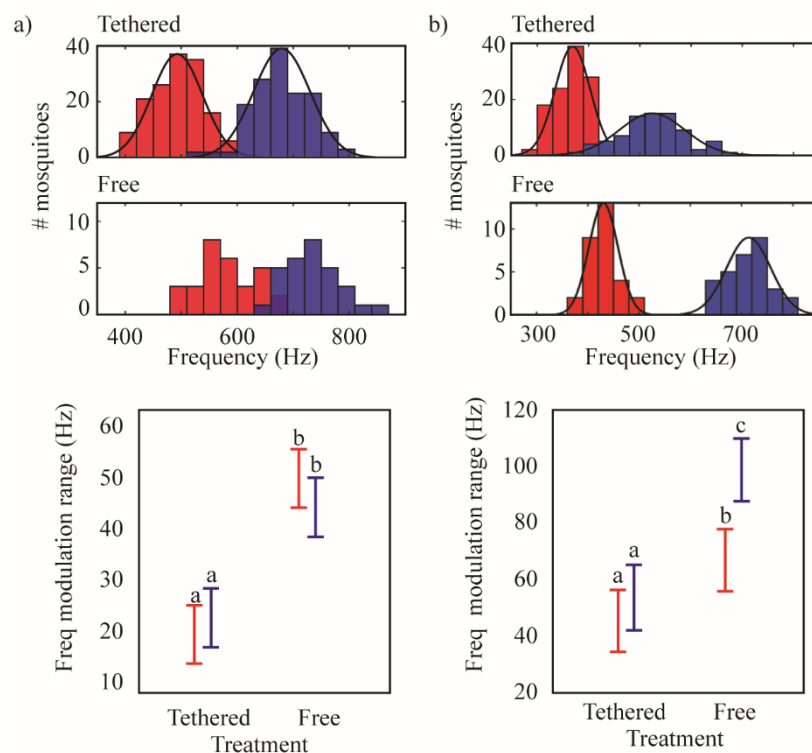 a)
Tethered
40
20
0
Free
10
5
0
# mosquitoes
400
600
800
Frequency (Hz)
b)
Tethered
40
20
0
Free
10
5
0
# mosquitoes
300
500
700
Frequency (Hz)
60
50
40
30
20
10
Freq modulation range (Hz)
a
a
b
b
Tethered
Free
Treatment
120
100
80
60
40
20
Freq modulation range (Hz)
a
a
b
c
Tethered
Free
Treatment